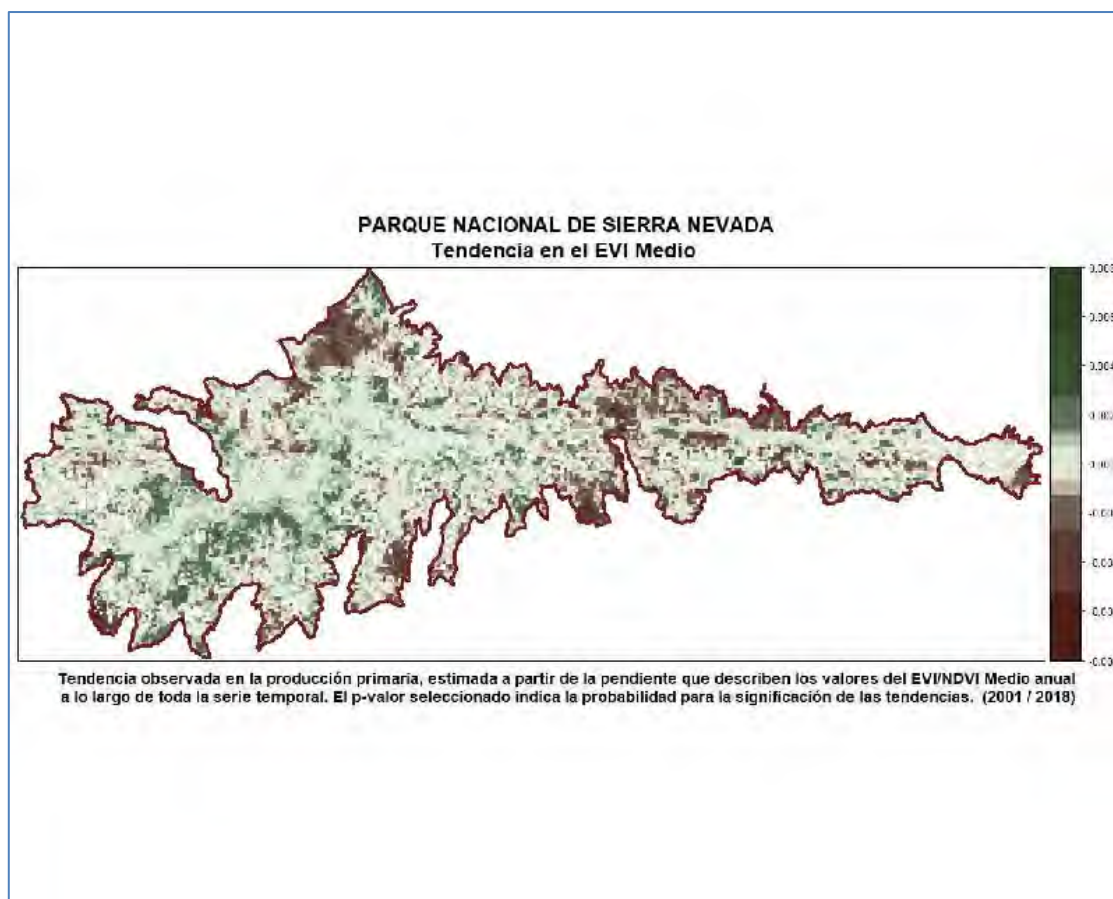 PARQUE NACIONAL DE SIERRA NEVADA
Tendencia en el EVI Medio
Tendencia observada en la producción primaria, estimada a partir de la pendiente que describen los valores del EVI/NDVI Medio anual
a lo largo de toda la serie temporal. El p-valor seleccionado indica la probabilidad para la significación de las tendencias. (2001 / 2018)